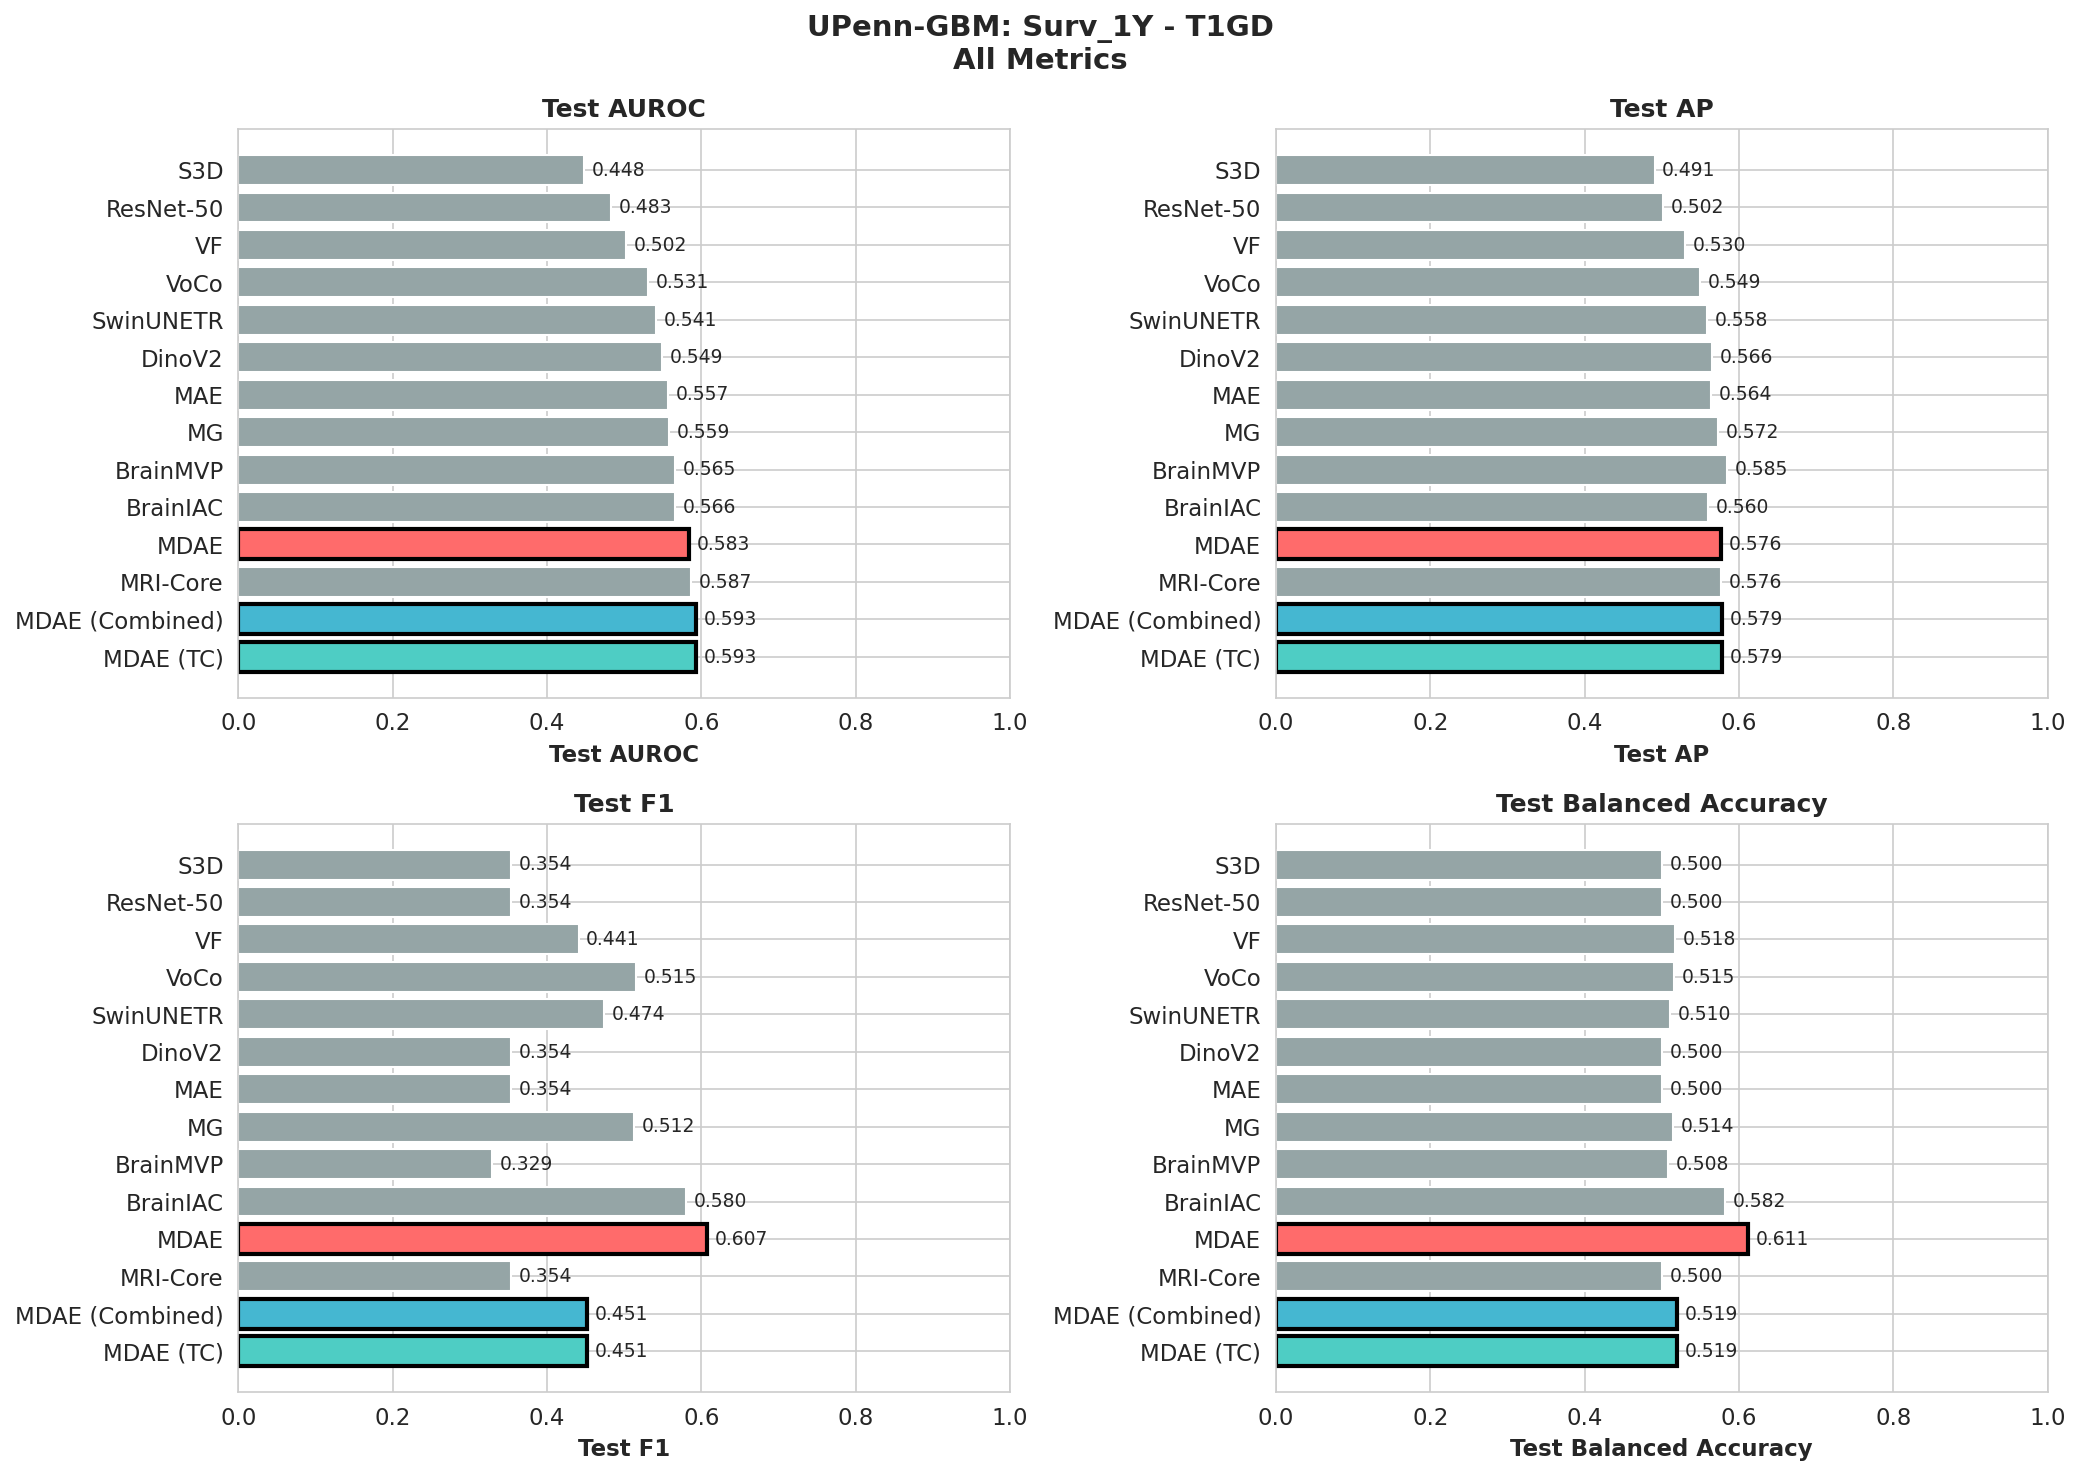 UPenn-GBM: Surv_1Y - T1GD
All Metrics
Test AUROC
S3D 0.448
ResNet-50 0.483
VF 0.502
VoCo 0.531
SwinUNETR 0.541
DinoV2 0.549
MAE 0.557
MG 0.559
BrainMVP 0.565
BrainIAC 0.566
MDAE 0.583
MRI-Core 0.587
MDAE (Combined) 0.593
MDAE (TC) 0.593
0.0 0.2 0.4 0.6 0.8 1.0
Test AUROC
Test AP
S3D 0.491
ResNet-50 0.502
VF 0.530
VoCo 0.549
SwinUNETR 0.558
DinoV2 0.566
MAE 0.564
MG 0.572
BrainMVP 0.585
BrainIAC 0.560
MDAE 0.576
MRI-Core 0.576
MDAE (Combined) 0.579
MDAE (TC) 0.579
0.0 0.2 0.4 0.6 0.8 1.0
Test AP
Test F1
S3D 0.354
ResNet-50 0.354
VF 0.441
VoCo 0.515
SwinUNETR 0.474
DinoV2 0.354
MAE 0.354
MG 0.512
BrainMVP 0.329
BrainIAC 0.580
MDAE 0.607
MRI-Core 0.354
MDAE (Combined) 0.451
MDAE (TC) 0.451
0.0 0.2 0.4 0.6 0.8 1.0
Test F1
Test Balanced Accuracy
S3D 0.500
ResNet-50 0.500
VF 0.518
VoCo 0.515
SwinUNETR 0.510
DinoV2 0.500
MAE 0.500
MG 0.514
BrainMVP 0.508
BrainIAC 0.582
MDAE 0.611
MRI-Core 0.500
MDAE (Combined) 0.519
MDAE (TC) 0.519
0.0 0.2 0.4 0.6 0.8 1.0
Test Balanced Accuracy